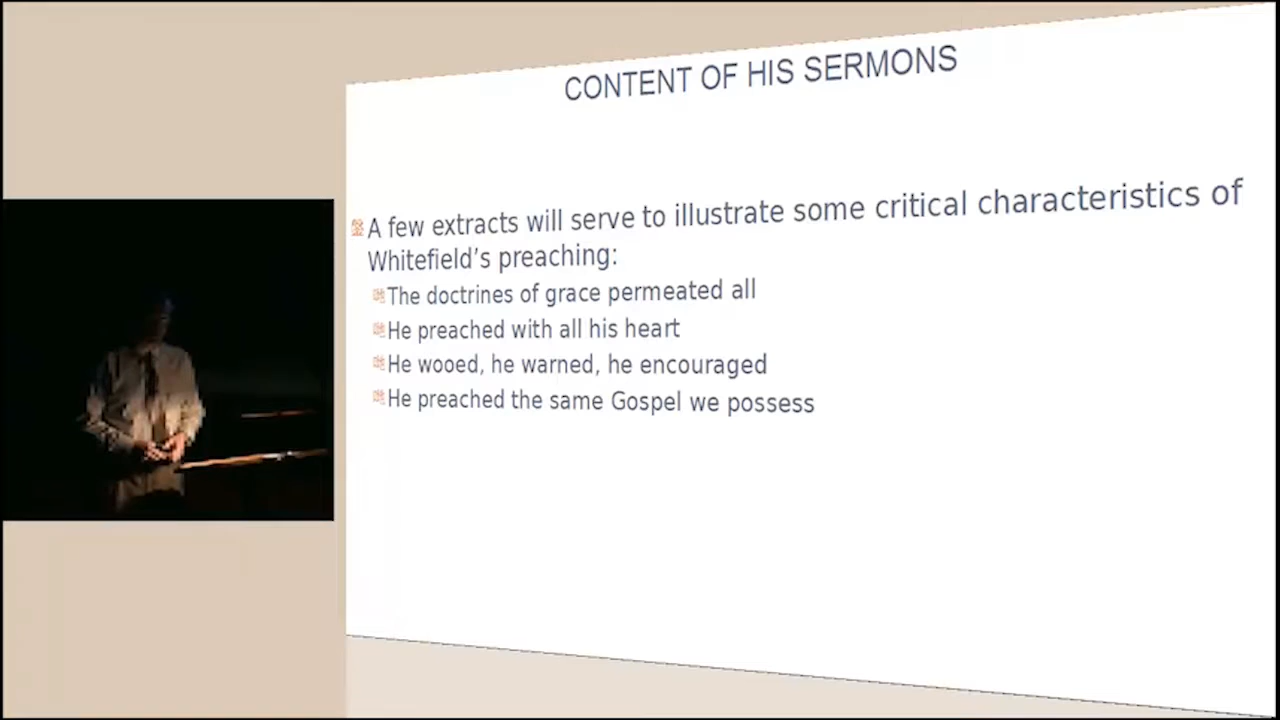 CONTENT OF HIS SERMONS
A few extracts will serve to illustrate some critical characteristics of
Whitefield’s preaching:
The doctrines of grace permeated all
He preached with all his heart
He wooed, he warned, he encouraged
He preached the same Gospel we possess